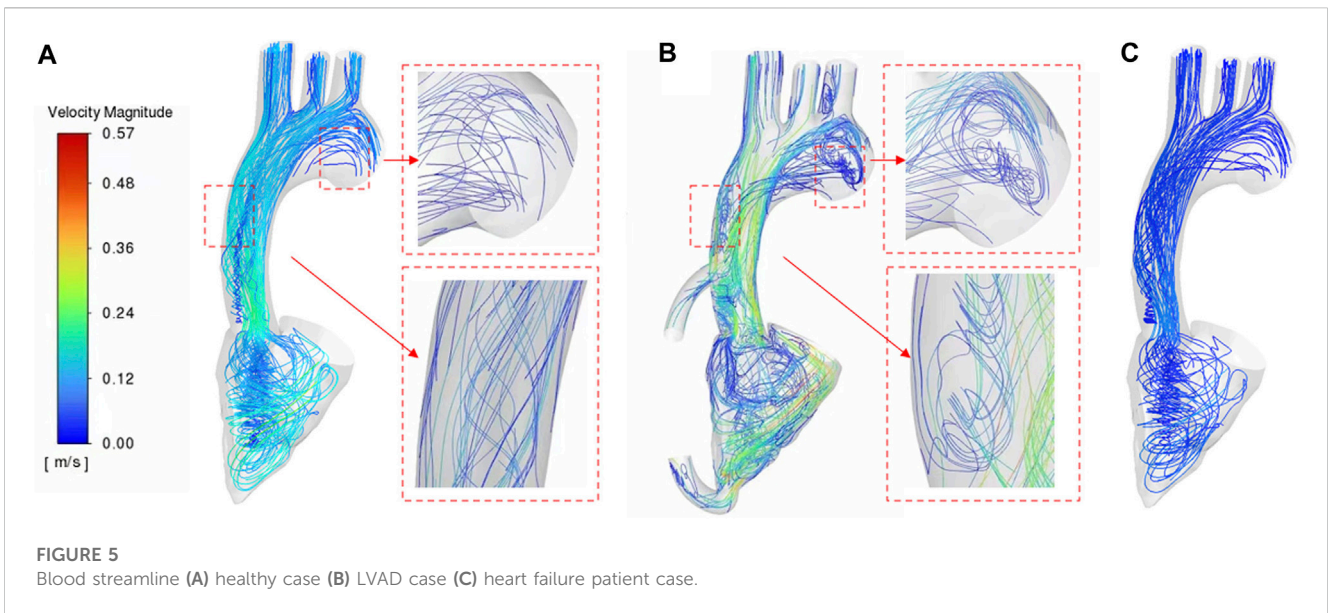 A
B
C
Velocity Magnitude
0.57
0.48
0.36
0.24
0.12
0.00
[ m/s ]
FIGURE 5
Blood streamline (A) healthy case (B) LVAD case (C) heart failure patient case.